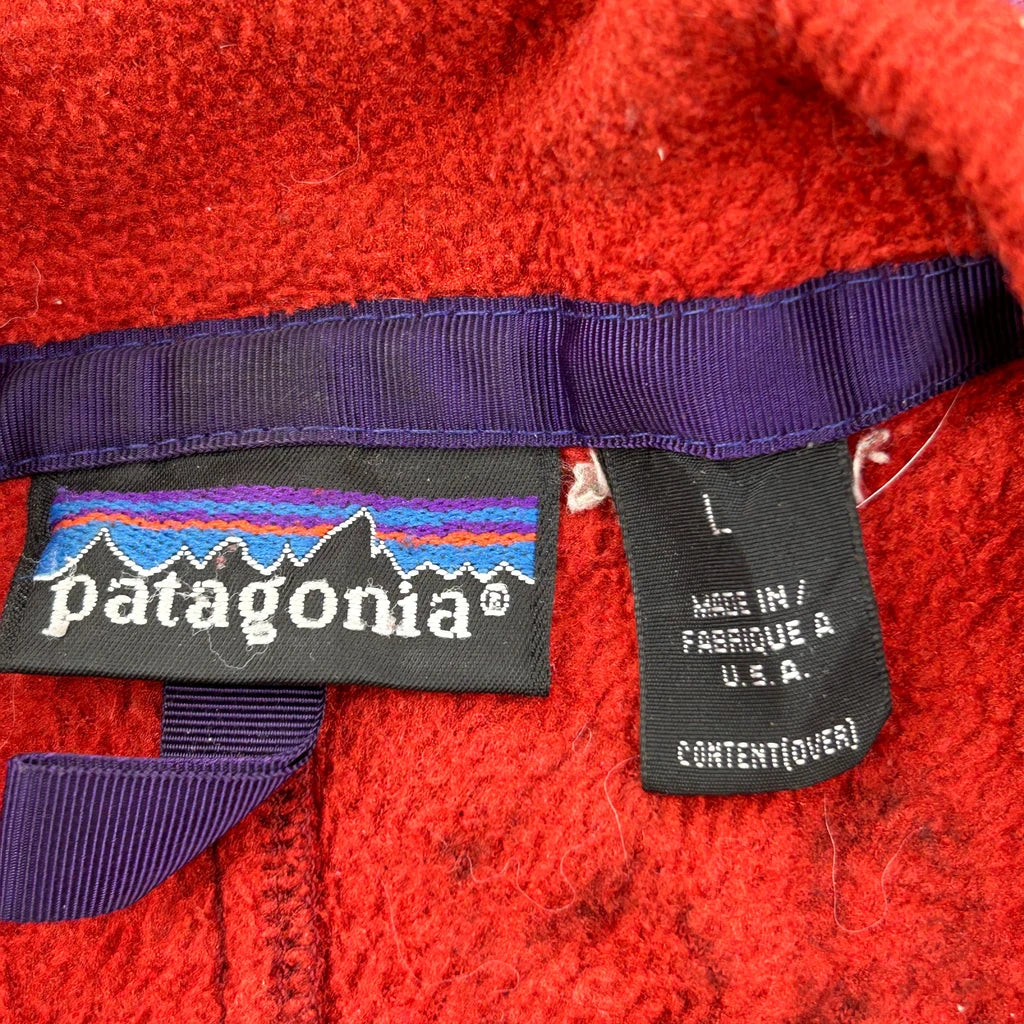 patagonia®
L
MADE IN /
FABRIQUE A
U.S.A.
CONTENT(OVER)